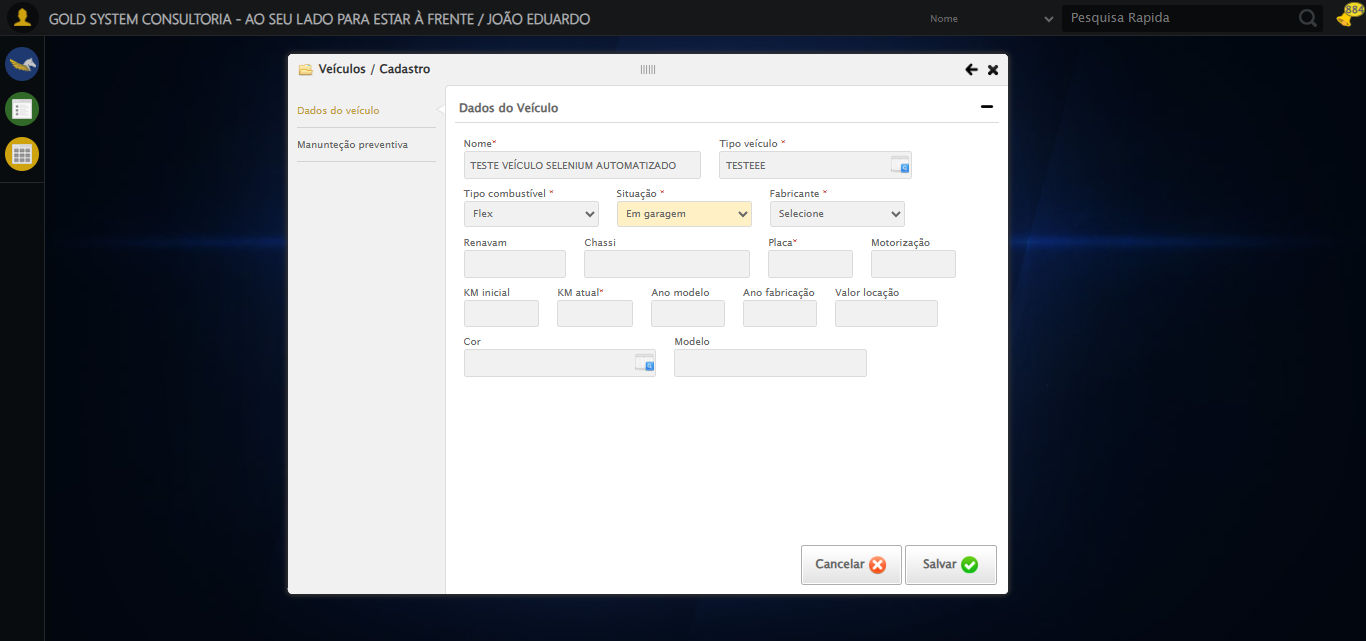 GOLD SYSTEM CONSULTORIA - AO SEU LADO PARA ESTAR À FRENTE / JOÃO EDUARDO
Nome
Pesquisa Rapida
884
Veículos / Cadastro
Dados do veículo
Manunteção preventiva
Dados do Veículo
Nome* Tipo veículo *
TESTE VEÍCULO SELENIUM AUTOMATIZADO TESTEEE
Tipo combustível * Situação * Fabricante *
Flex Em garagem Selecione
Renavam Chassi Placa* Motorização
KM inicial KM atual* Ano modelo Ano fabricação Valor locação
Cor Modelo
Cancelar Salvar